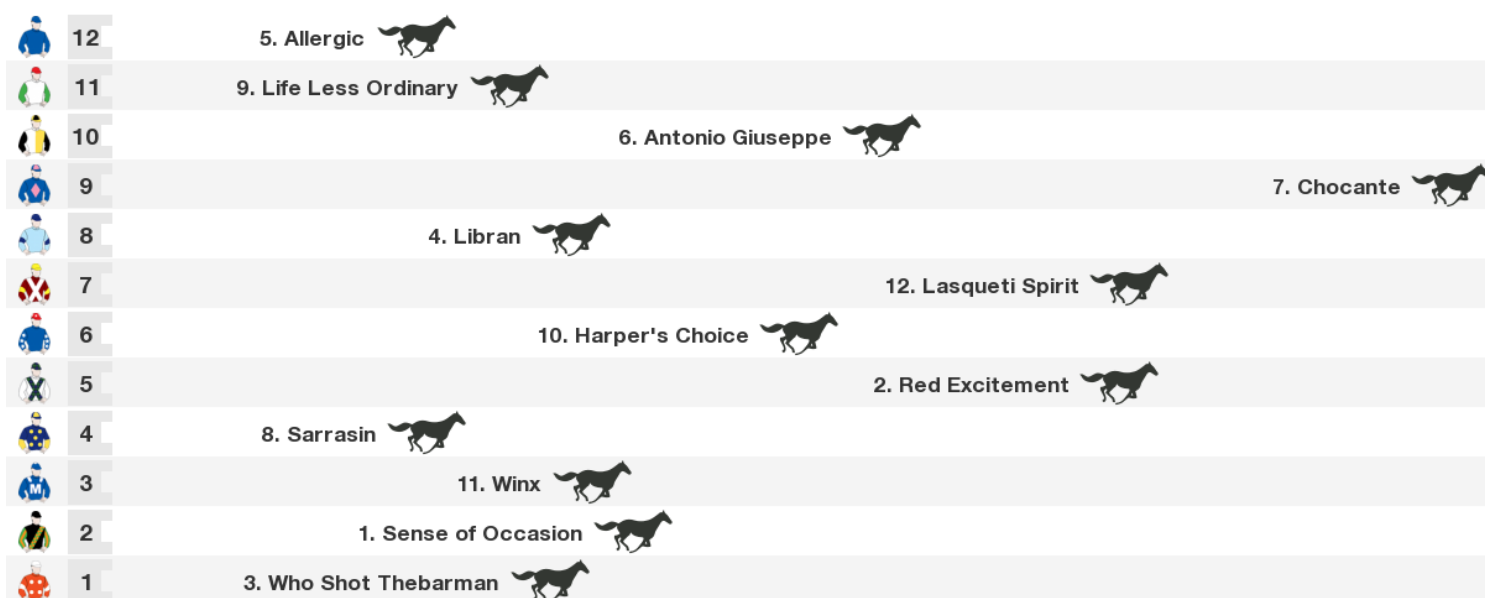 12 5. Allergic
11 9. Life Less Ordinary
10 6. Antonio Giuseppe
9 7. Chocante
8 4. Libran
7 12. Lasqueti Spirit
6 10. Harper's Choice
5 2. Red Excitement
4 8. Sarrasin
M 3 11. Winx
2 1. Sense of Occasion
1 3. Who Shot Thebarman